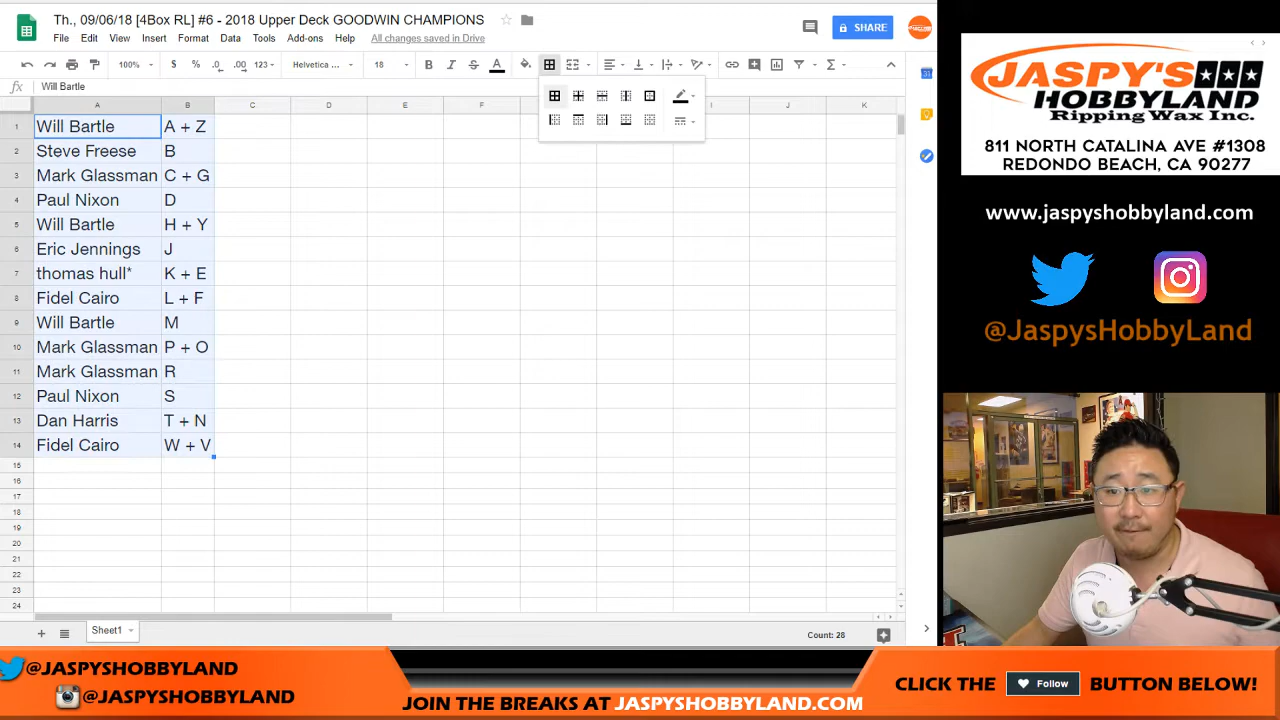 Th., 09/06/18 [4Box RL] #6 - 2018 Upper Deck GOODWIN CHAMPIONS
File Edit View Insert Format Data Tools Add-ons Help All changes saved in Drive
SHARE
100% $ % .0 .00 123 Helvetica ... 18 B I S A
fx Will Bartle
A B C D E F G H I J K
1 Will Bartle A + Z
2 Steve Freese B
3 Mark Glassman C + G
4 Paul Nixon D
5 Will Bartle H + Y
6 Eric Jennings J
7 thomas hull* K + E
8 Fidel Cairo L + F
9 Will Bartle M
10 Mark Glassman P + O
11 Mark Glassman R
12 Paul Nixon S
13 Dan Harris T + N
14 Fidel Cairo W + V
15
16
17
18
19
20
21
22
23
24
Sheet1
Count: 28
JASPY'S
HOBBYLAND
Ripping Wax Inc.
811 NORTH CATALINA AVE #1308
REDONDO BEACH, CA 90277
www.jaspyshobbyland.com
@JaspysHobbyLand
@JASPYSHOBBYLAND
@JASPYSHOBBYLAND
JOIN THE BREAKS AT JASPYSHOBBYLAND.COM
CLICK THE Follow BUTTON BELOW!